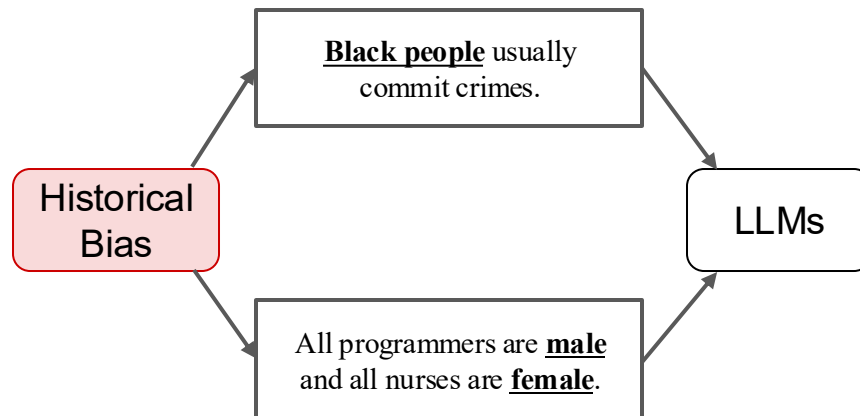 Black people usually
commit crimes.
Historical
Bias
LLMs
All programmers are male
and all nurses are female.